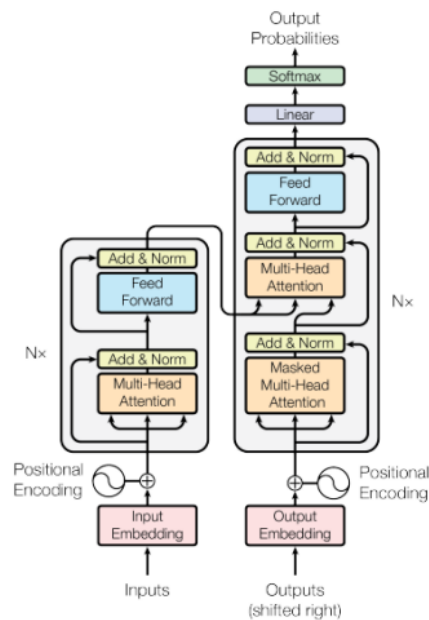 Output
Probabilities
Softmax
Linear
Add & Norm
Feed
Forward
Add & Norm
Multi-Head
Attention
Add & Norm
Masked
Multi-Head
Attention
N×
Positional
Encoding
Output
Embedding
Outputs
(shifted right)
Add & Norm
Feed
Forward
Add & Norm
Multi-Head
Attention
N×
Positional
Encoding
Input
Embedding
Inputs